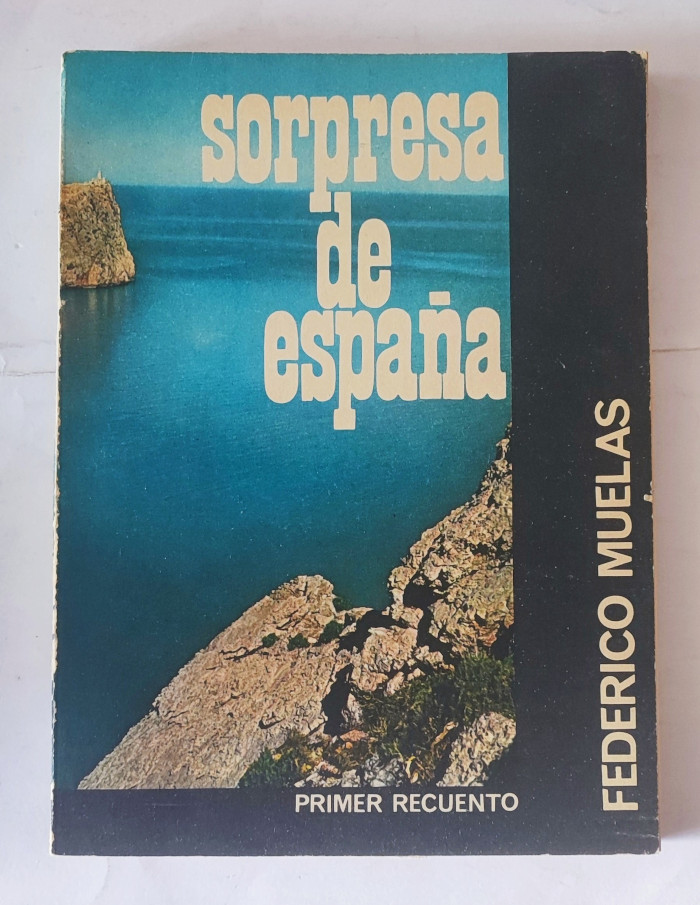 sorpresa
de
españa
FEDERICO MUELAS
PRIMER RECUENTO